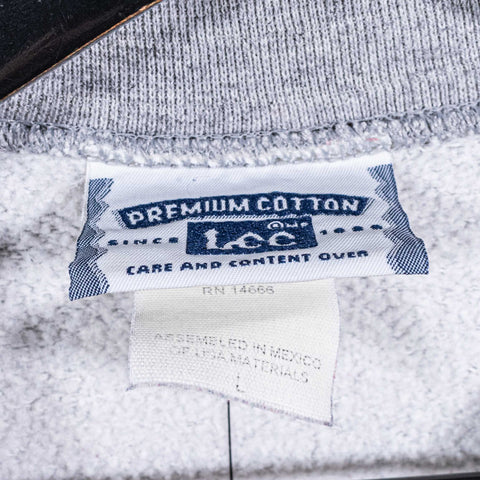 PREMIUM COTTON
Lee
SINCE 1889
CARE AND CONTENT OVER
RN 14666
ASSEMBLED IN MEXICO
OF USA MATERIALS
L